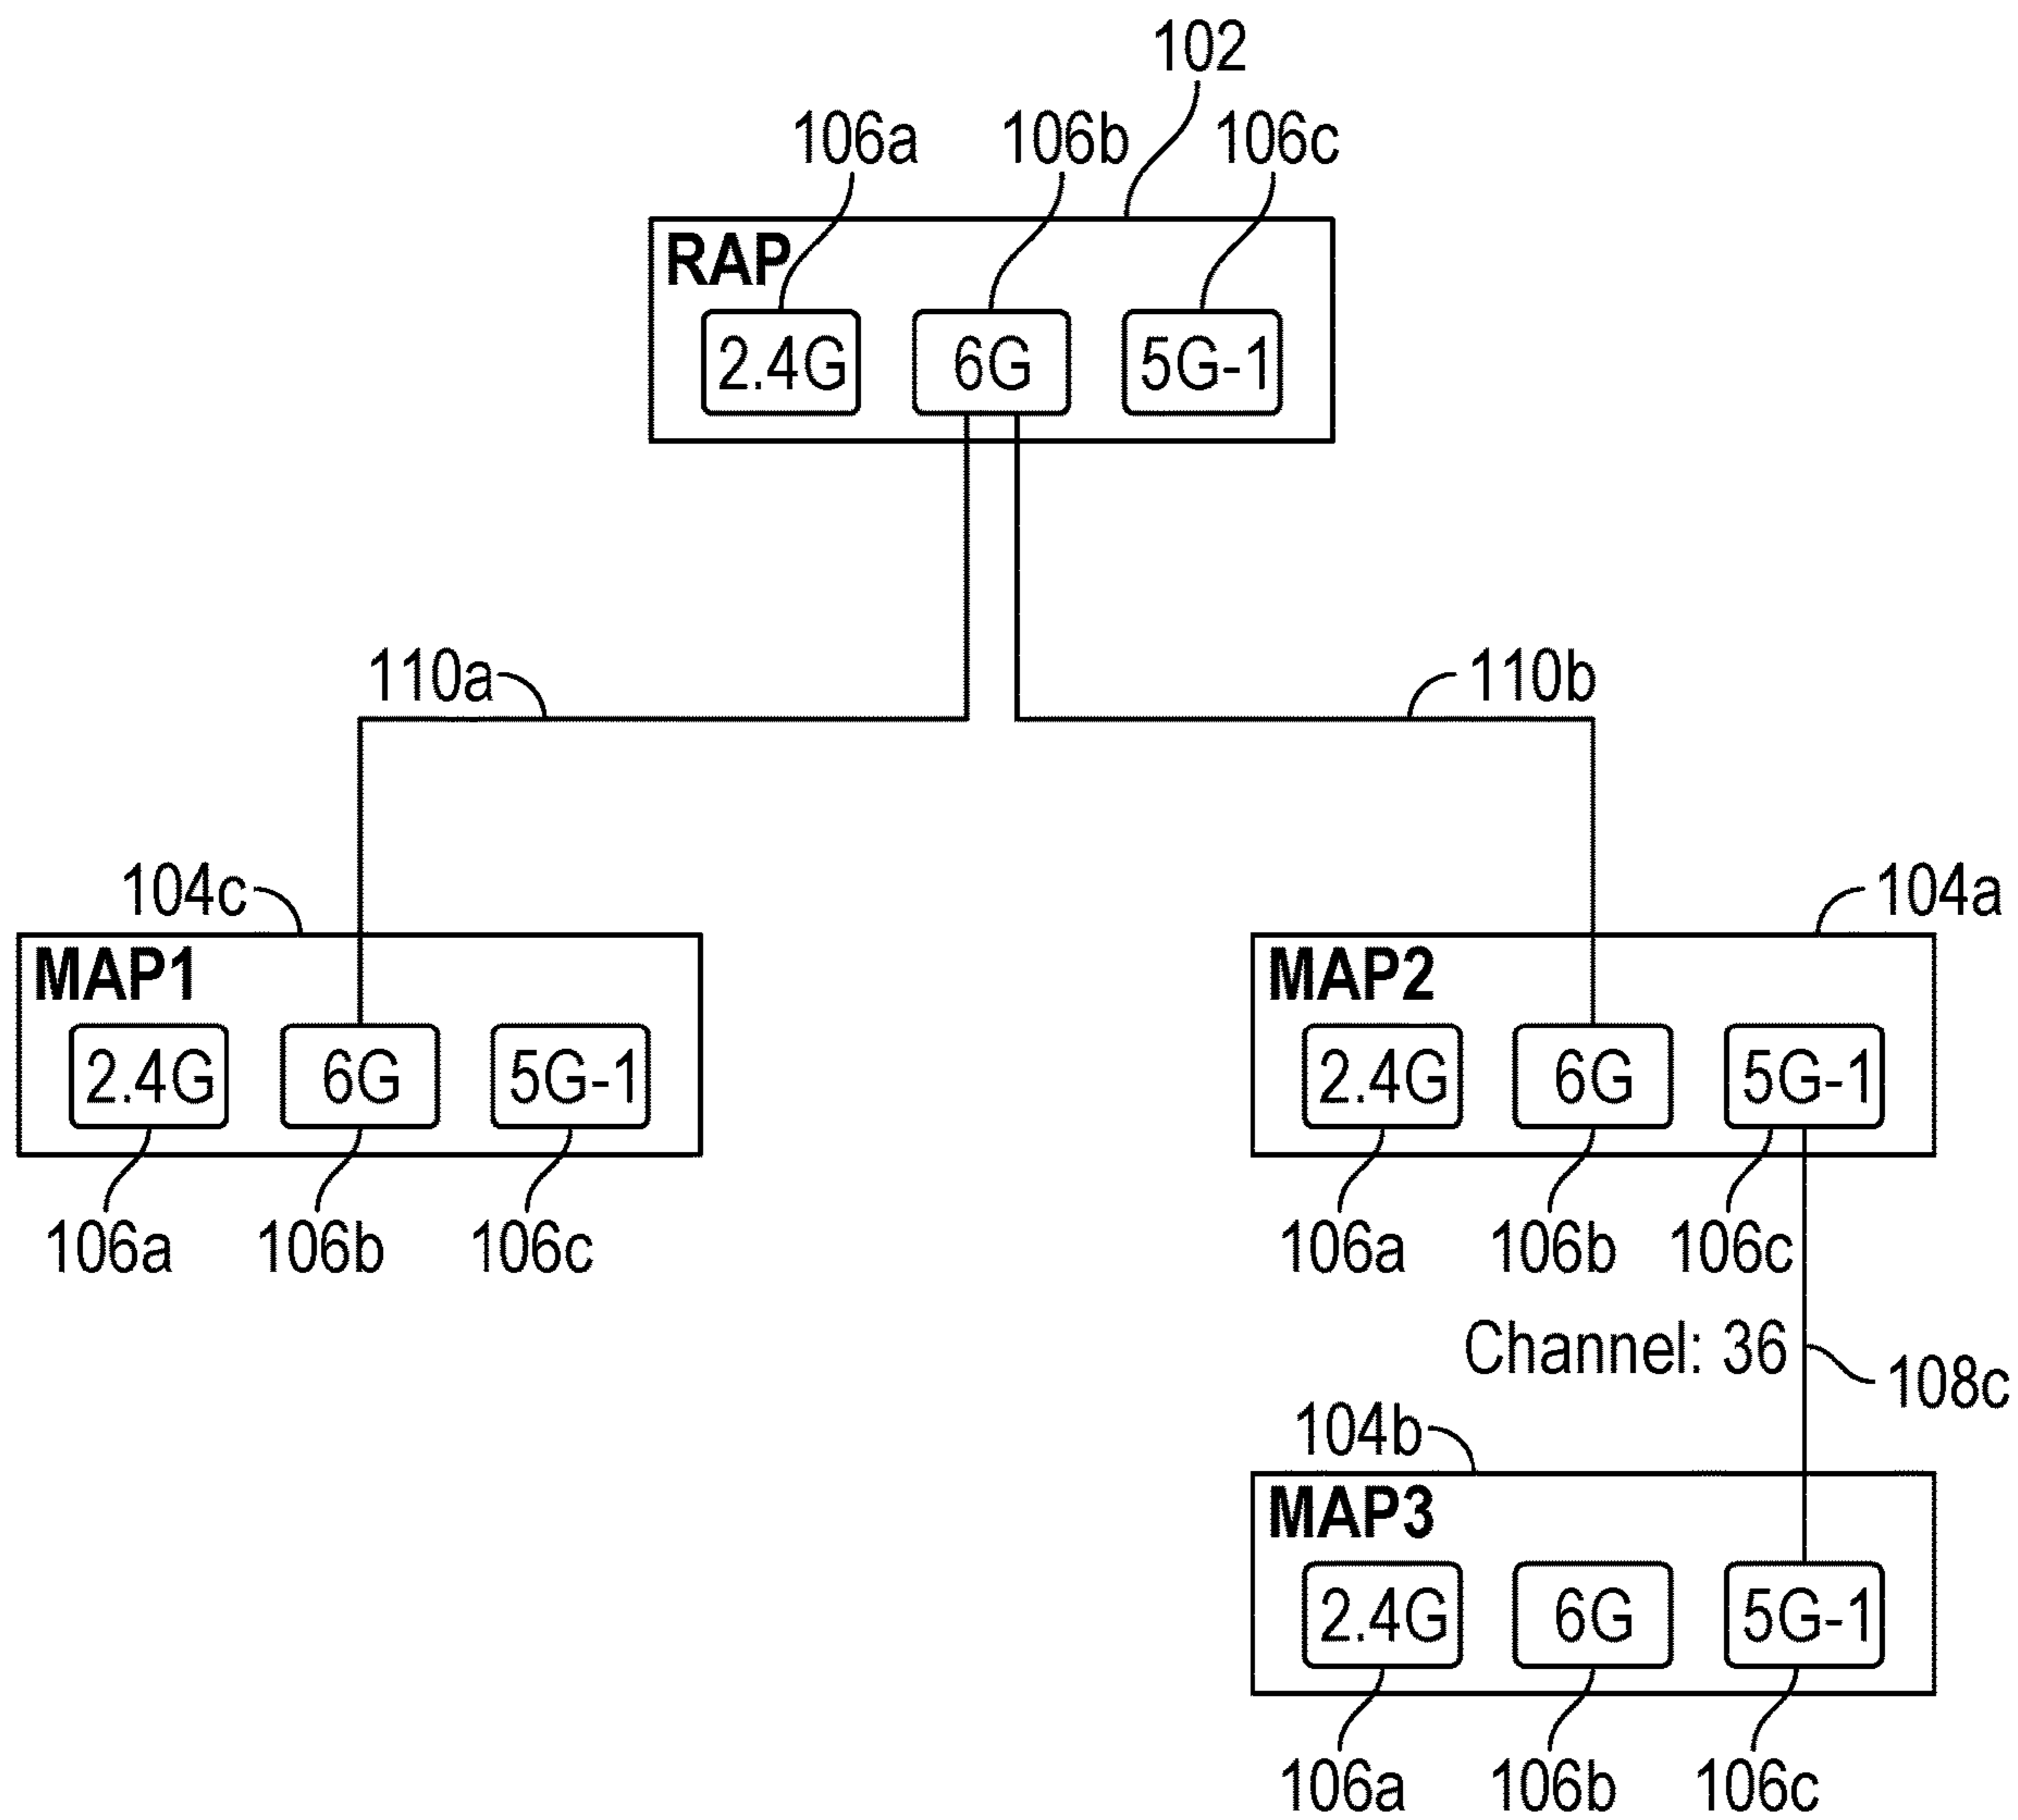 102
106a 106b 106c
RAP
2.4G 6G 5G-1
110a 110b
104c 104a
MAP1 MAP2
2.4G 6G 5G-1 2.4G 6G 5G-1
106a 106b 106c 106a 106b 106c
Channel: 36
108c
104b
MAP3
2.4G 6G 5G-1
106a 106b 106c